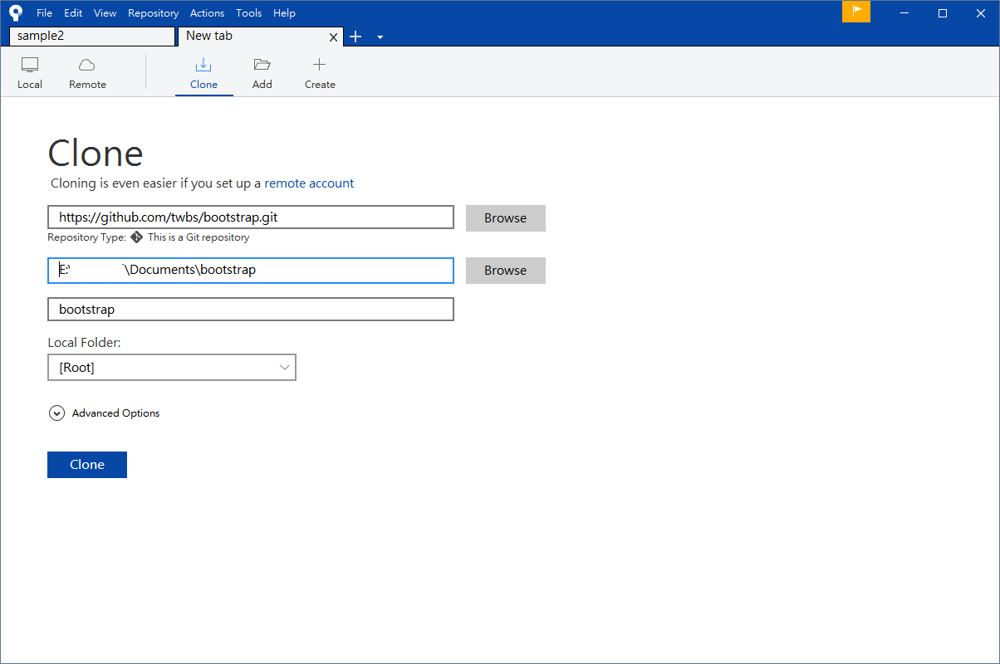 File Edit View Repository Actions Tools Help
sample2 New tab
Local Remote Clone Add Create
Clone
Cloning is even easier if you set up a remote account
https://github.com/twbs/bootstrap.git Browse
Repository Type: This is a Git repository
E:\ \Documents\bootstrap Browse
bootstrap
Local Folder:
[Root]
Advanced Options
Clone